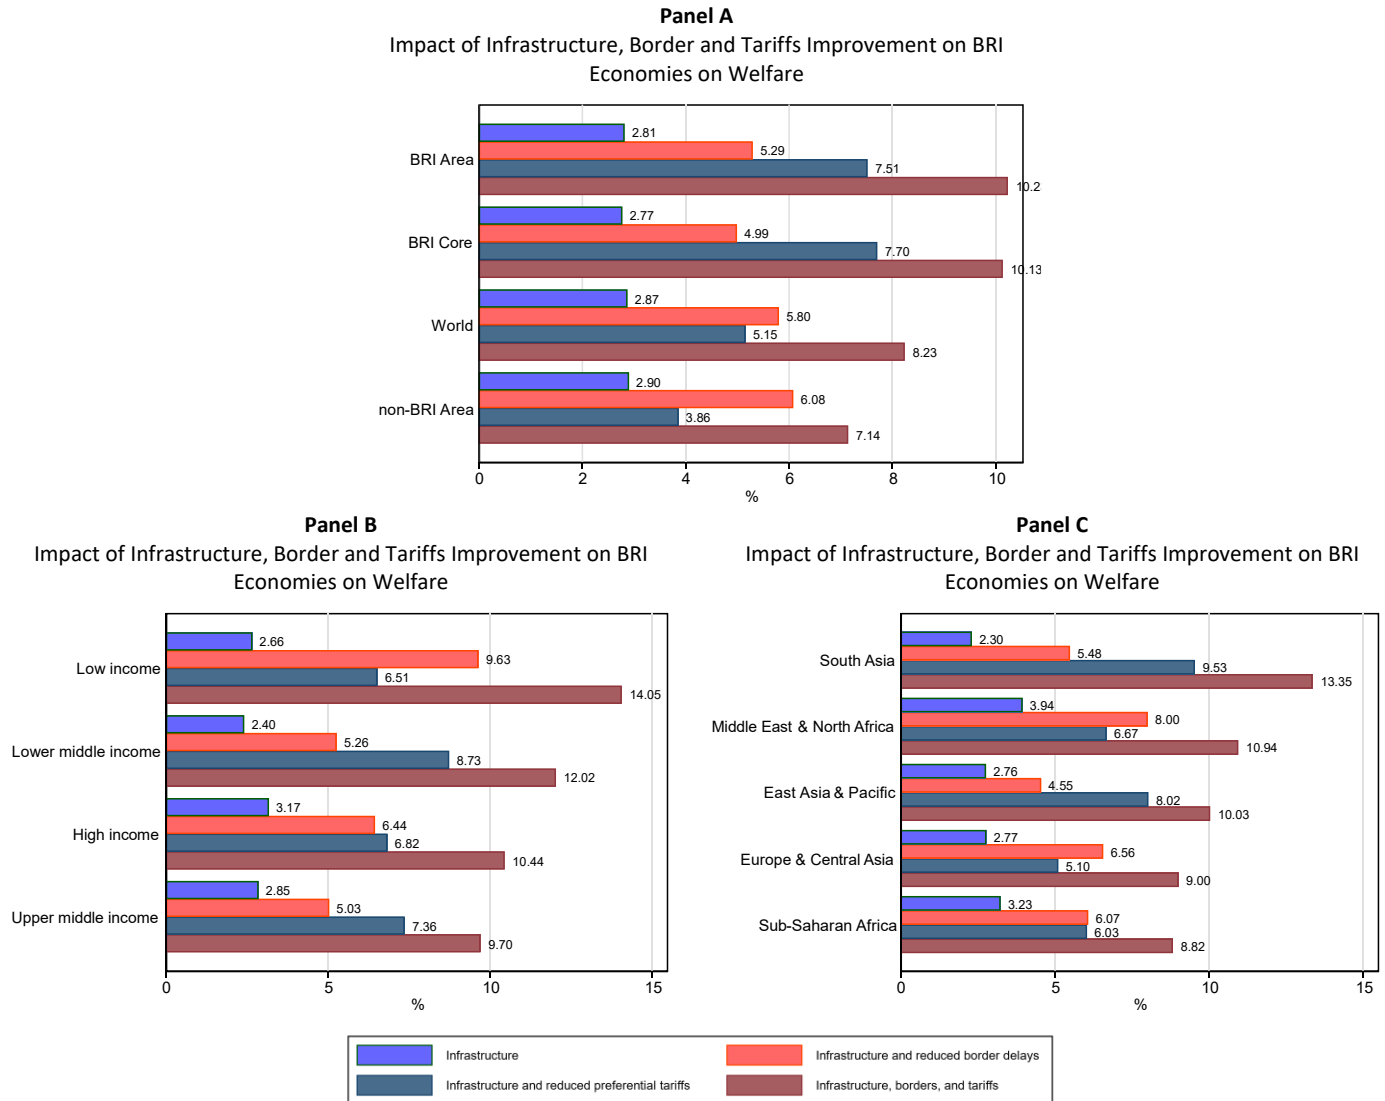 Panel A
Impact of Infrastructure, Border and Tariffs Improvement on BRI
Economies on Welfare
BRI Area
2.81
5.29
7.51
10.2
BRI Core
2.77
4.99
7.70
10.13
World
2.87
5.80
5.15
8.23
non-BRI Area
2.90
6.08
3.86
7.14
0 2 4 6 8 10
%
Panel B
Impact of Infrastructure, Border and Tariffs Improvement on BRI
Economies on Welfare
Low income
2.66
9.63
6.51
14.05
Lower middle income
2.40
5.26
8.73
12.02
High income
3.17
6.44
6.82
10.44
Upper middle income
2.85
5.03
7.36
9.70
0 5 10 15
%
Panel C
Impact of Infrastructure, Border and Tariffs Improvement on BRI
Economies on Welfare
South Asia
2.30
5.48
9.53
13.35
Middle East & North Africa
3.94
8.00
6.67
10.94
East Asia & Pacific
2.76
4.55
8.02
10.03
Europe & Central Asia
2.77
6.56
5.10
9.00
Sub-Saharan Africa
3.23
6.07
6.03
8.82
0 5 10 15
%
Infrastructure
Infrastructure and reduced border delays
Infrastructure and reduced preferential tariffs
Infrastructure, borders, and tariffs